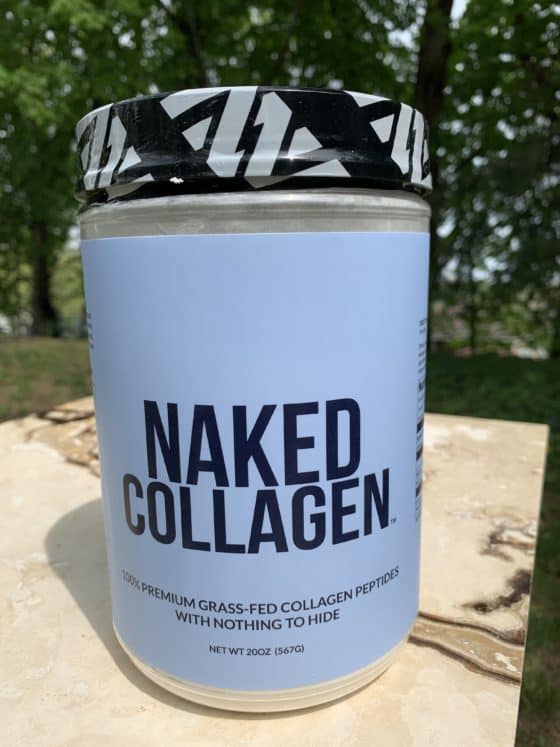 NAKED
COLLAGEN™
100% PREMIUM GRASS-FED COLLAGEN PEPTIDES
WITH NOTHING TO HIDE
NET WT 20OZ (567G)